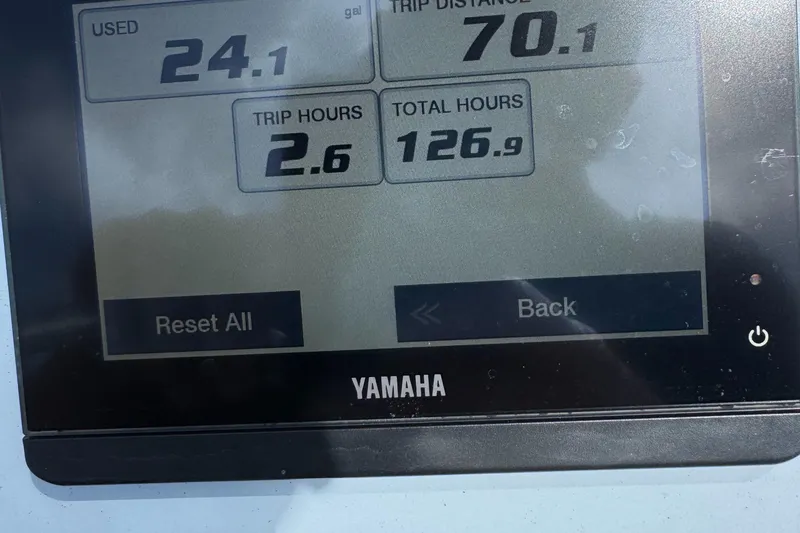 USED gal TRIP DISTANCE
24.1 70.1
TRIP HOURS TOTAL HOURS
2.6 126.9
Reset All Back
YAMAHA